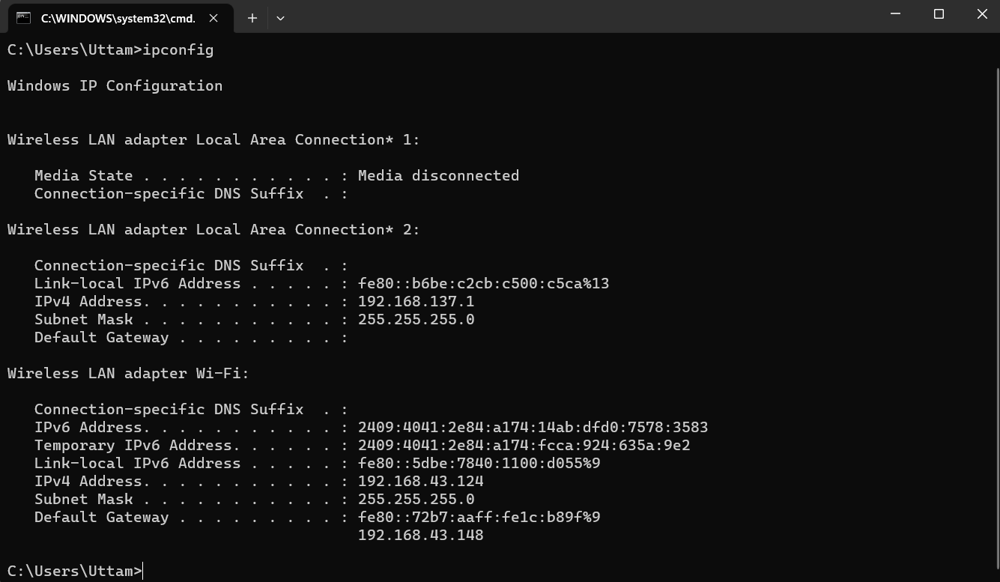 C:\WINDOWS\system32\cmd.
C:\Users\Uttam>ipconfig
Windows IP Configuration
Wireless LAN adapter Local Area Connection* 1:
   Media State . . . . . . . . . . . : Media disconnected
   Connection-specific DNS Suffix  . :
Wireless LAN adapter Local Area Connection* 2:
   Connection-specific DNS Suffix  . :
   Link-local IPv6 Address . . . . . : fe80::b6be:c2cb:c500:c5ca%13
   IPv4 Address. . . . . . . . . . . : 192.168.137.1
   Subnet Mask . . . . . . . . . . . : 255.255.255.0
   Default Gateway . . . . . . . . . :
Wireless LAN adapter Wi-Fi:
   Connection-specific DNS Suffix  . :
   IPv6 Address. . . . . . . . . . . : 2409:4041:2e84:a174:14ab:dfd0:7578:3583
   Temporary IPv6 Address. . . . . . : 2409:4041:2e84:a174:fcca:924:635a:9e2
   Link-local IPv6 Address . . . . . : fe80::5dbe:7840:1100:d055%9
   IPv4 Address. . . . . . . . . . . : 192.168.43.124
   Subnet Mask . . . . . . . . . . . : 255.255.255.0
   Default Gateway . . . . . . . . . : fe80::72b7:aaff:fe1c:b89f%9
                                       192.168.43.148
C:\Users\Uttam>